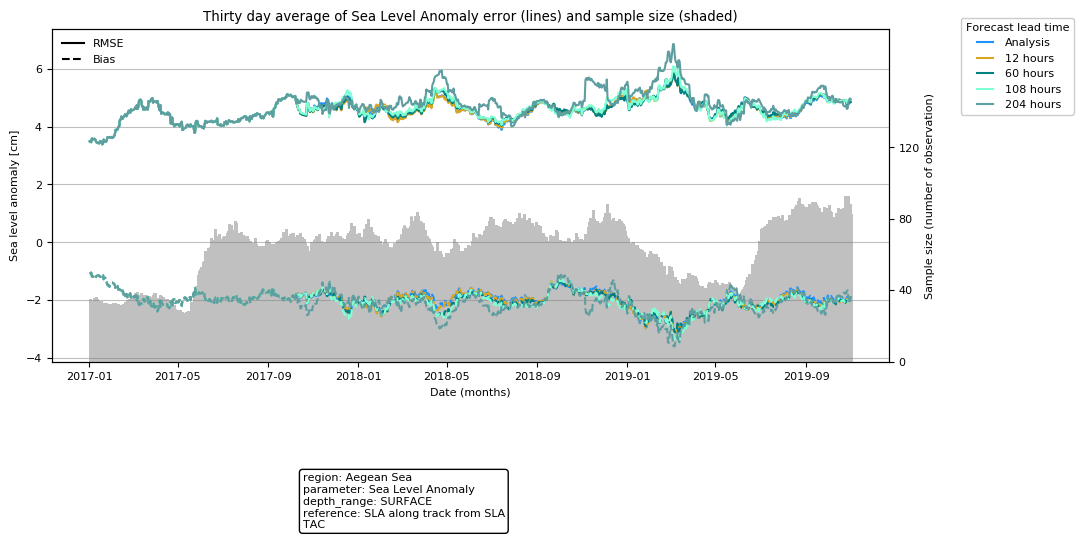 Thirty day average of Sea Level Anomaly error (lines) and sample size (shaded)
RMSE
Bias
Forecast lead time
Analysis
12 hours
60 hours
108 hours
204 hours
Sea level anomaly [cm]
6
4
2
0
−2
−4
Sample size (number of observation)
120
80
40
0
2017-01 2017-05 2017-09 2018-01 2018-05 2018-09 2019-01 2019-05 2019-09
Date (months)
region: Aegean Sea
parameter: Sea Level Anomaly
depth_range: SURFACE
reference: SLA along track from SLA
TAC